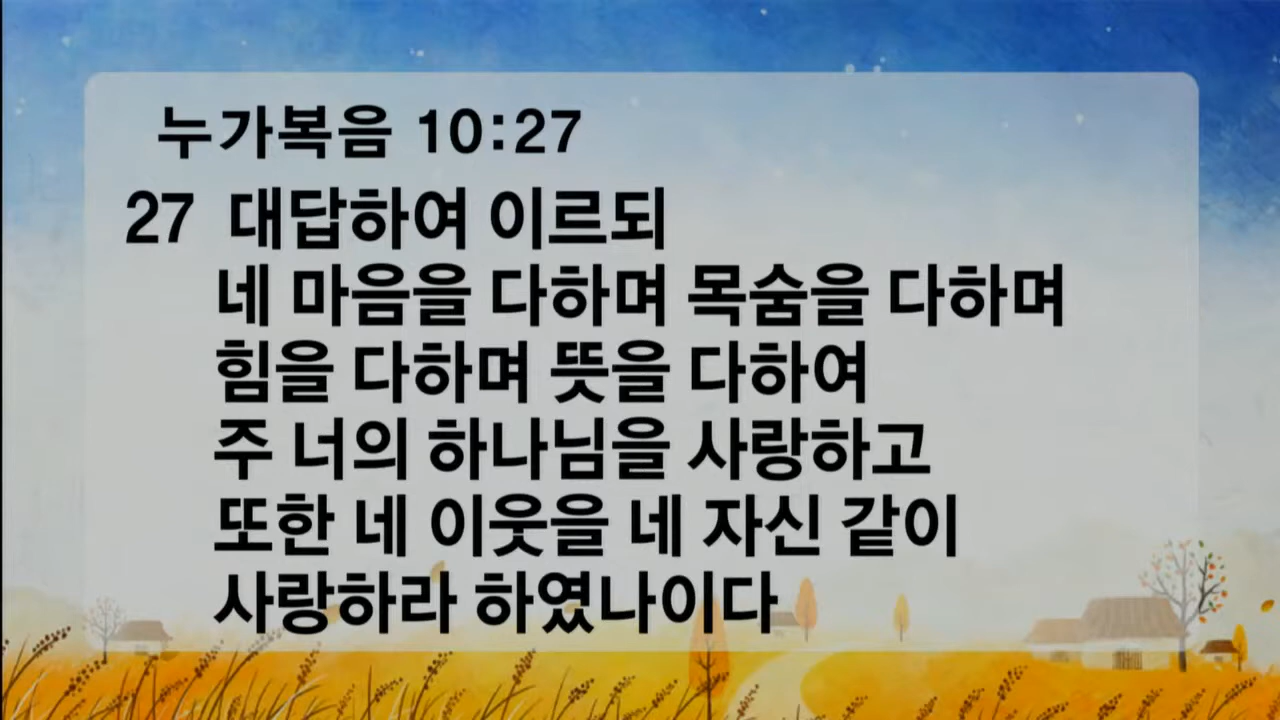 누가복음 10:27
27 대답하여 이르되
네 마음을 다하며 목숨을 다하며
힘을 다하며 뜻을 다하여
주 너의 하나님을 사랑하고
또한 네 이웃을 네 자신 같이
사랑하라 하였나이다